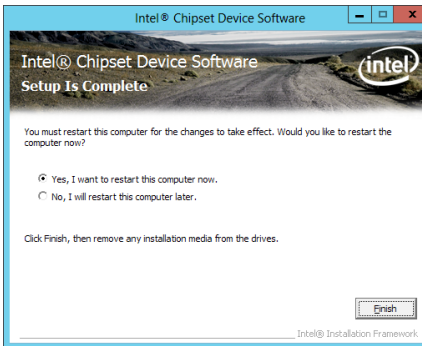 Intel® Chipset Device Software
Intel® Chipset Device Software
intel
Setup Is Complete
You must restart this computer for the changes to take effect. Would you like to restart the
computer now?
Yes, I want to restart this computer now.
No, I will restart this computer later.
Click Finish, then remove any installation media from the drives.
Finish
Intel® Installation Framework